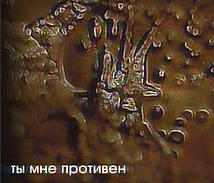 ты мне противен